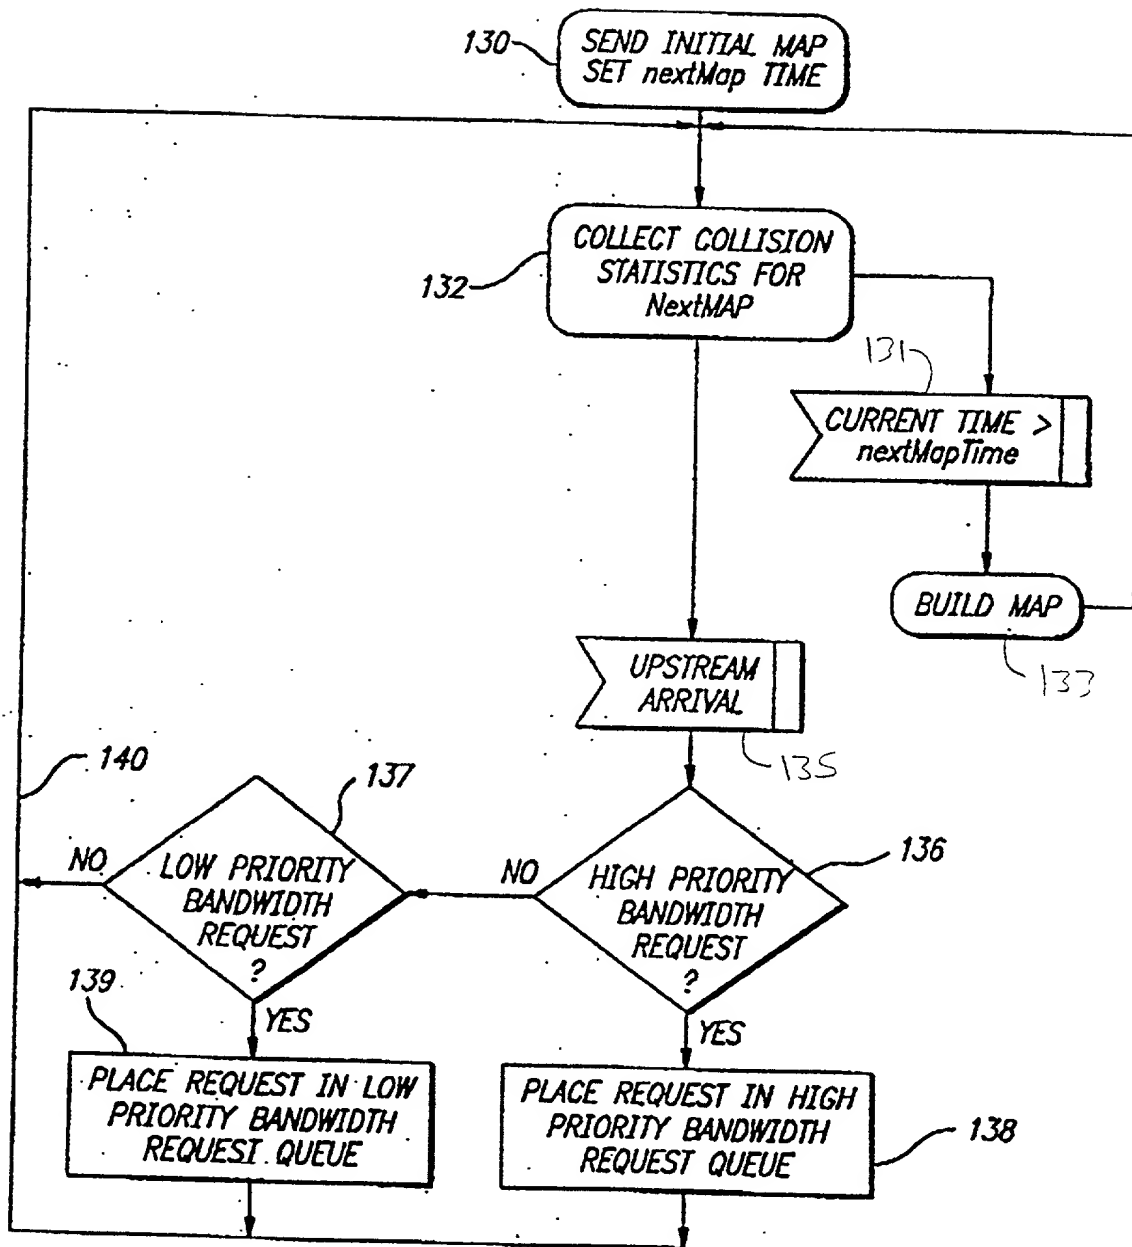 130
SEND INITIAL MAP
SET nextMap TIME
COLLECT COLLISION
STATISTICS FOR
NextMAP
132
131
CURRENT TIME >
nextMapTime
BUILD MAP
133
UPSTREAM
ARRIVAL
135
140
137
136
NO
LOW PRIORITY
BANDWIDTH
REQUEST
?
NO
HIGH PRIORITY
BANDWIDTH
REQUEST
?
139
YES
YES
PLACE REQUEST IN LOW
PRIORITY BANDWIDTH
REQUEST QUEUE
PLACE REQUEST IN HIGH
PRIORITY BANDWIDTH
REQUEST QUEUE
138